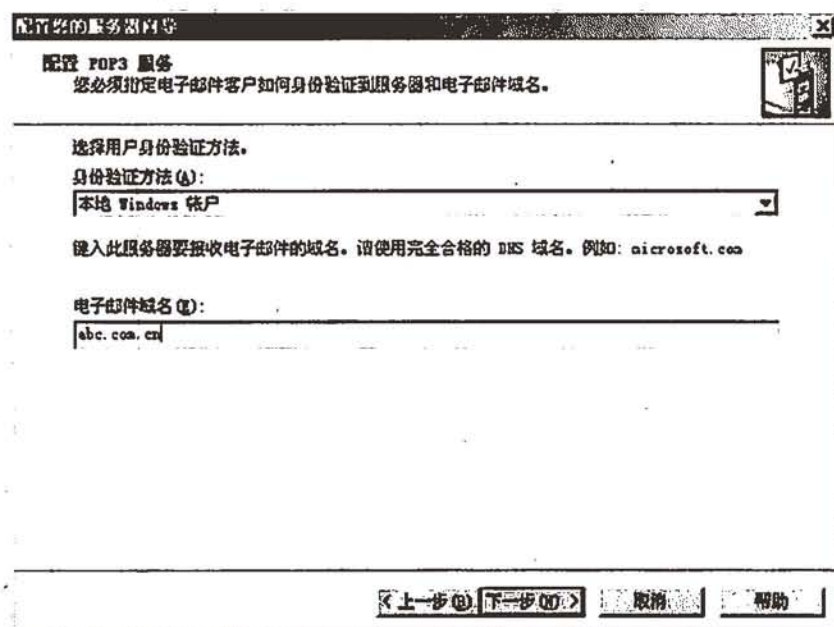 配置您的服务器向导
配置 POP3 服务
您必须指定电子邮件客户如何身份验证到服务器和电子邮件域名。
选择用户身份验证方法。
身份验证方法(A):
本地 Windows 帐户
键入此服务器要接收电子邮件的域名。请使用完全合格的 DNS 域名。例如: microsoft.com
电子邮件域名(E):
abc.com.cn
< 上一步(B) 下一步(N) > 取消 帮助